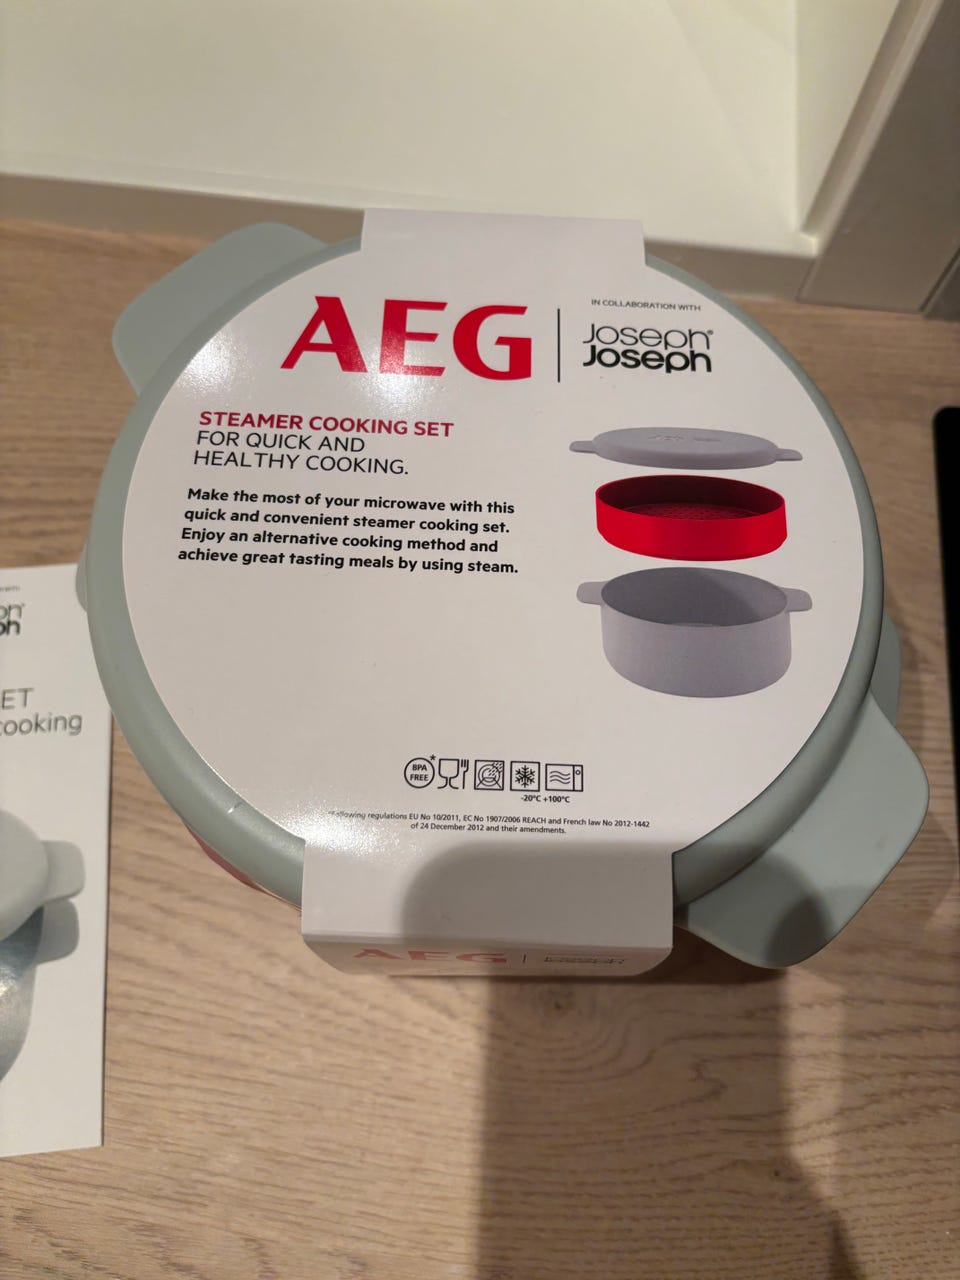 AEG
IN COLLABORATION WITH
Joseph®
Joseph
STEAMER COOKING SET
FOR QUICK AND
HEALTHY COOKING.
Make the most of your microwave with this
quick and convenient steamer cooking set.
Enjoy an alternative cooking method and
achieve great tasting meals by using steam.
BPA
FREE
*
-20°C +100°C
*Following regulations EU No 10/2011, EC No 1907/2006 REACH and French law No 2012-1442
of 24 December 2012 and their amendments.
AEG
ET
cooking